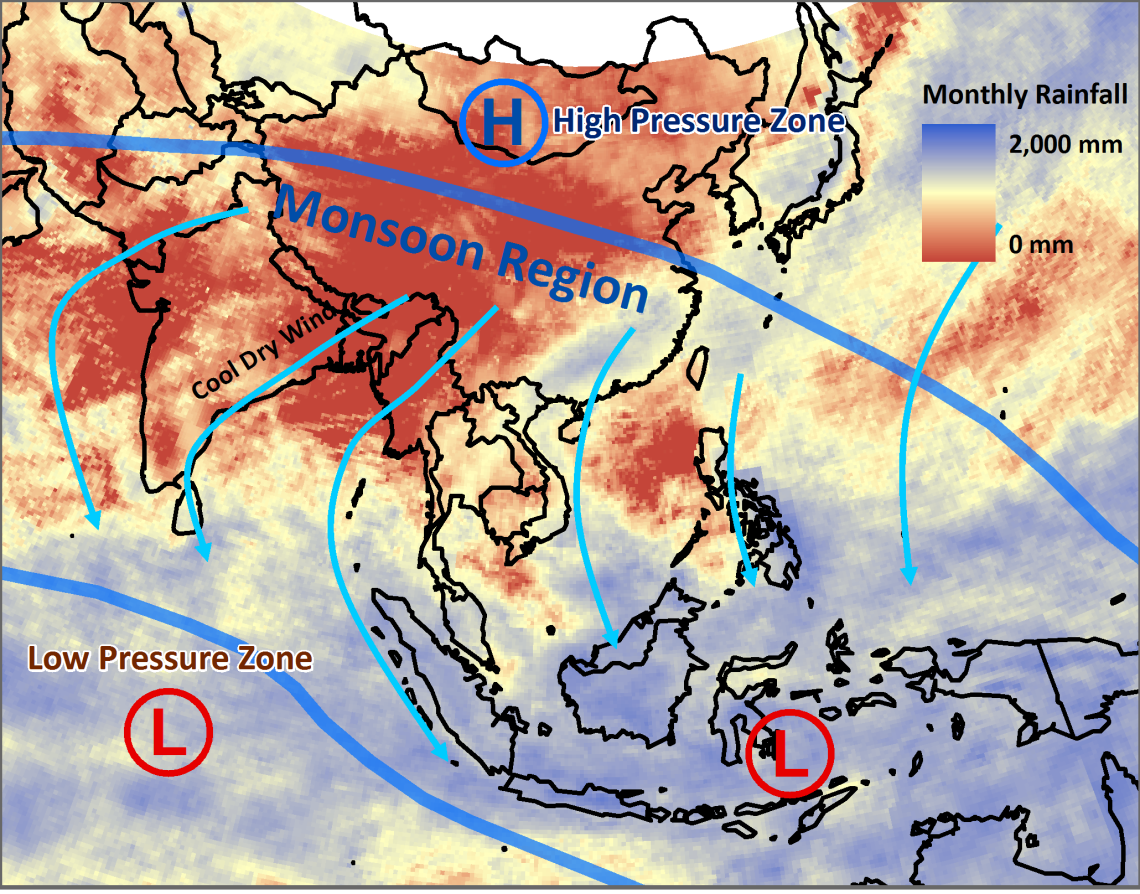 H
High Pressure Zone
Monthly Rainfall
2,000 mm
0 mm
Monsoon Region
Cool Dry Wind
Low Pressure Zone
L
L